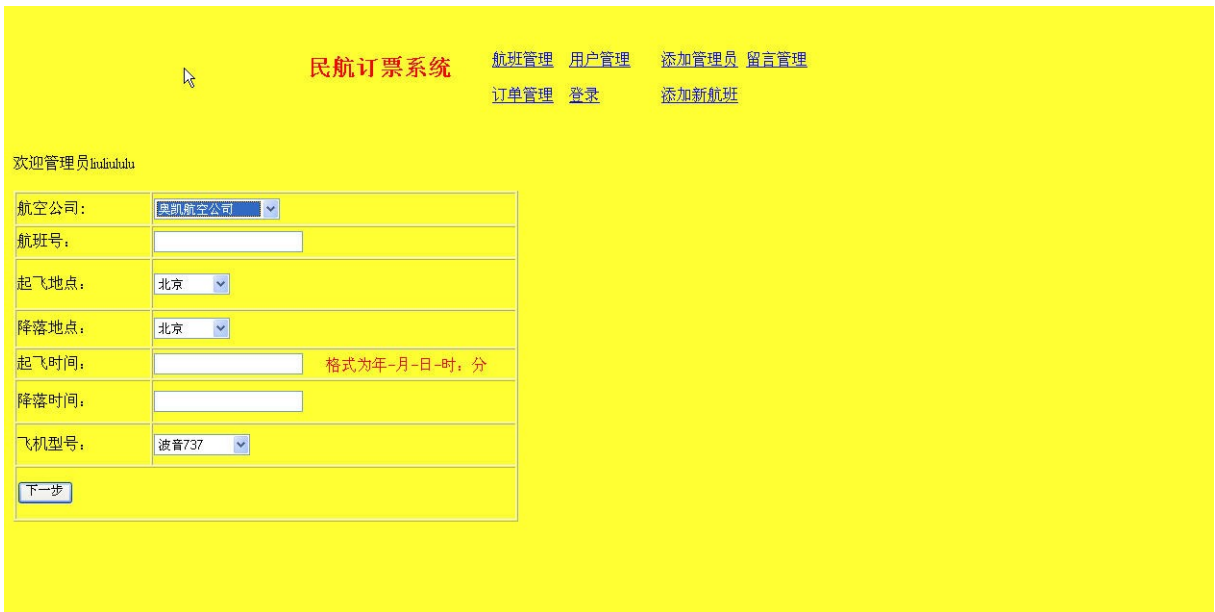 民航订票系统
航班管理 用户管理 添加管理员 留言管理
订单管理 登录 添加新航班
欢迎管理员liuliululu
航空公司: 奥凯航空公司
航班号:
起飞地点: 北京
降落地点: 北京
起飞时间: 格式为年-月-日-时:分
降落时间:
飞机型号: 波音737
下一步